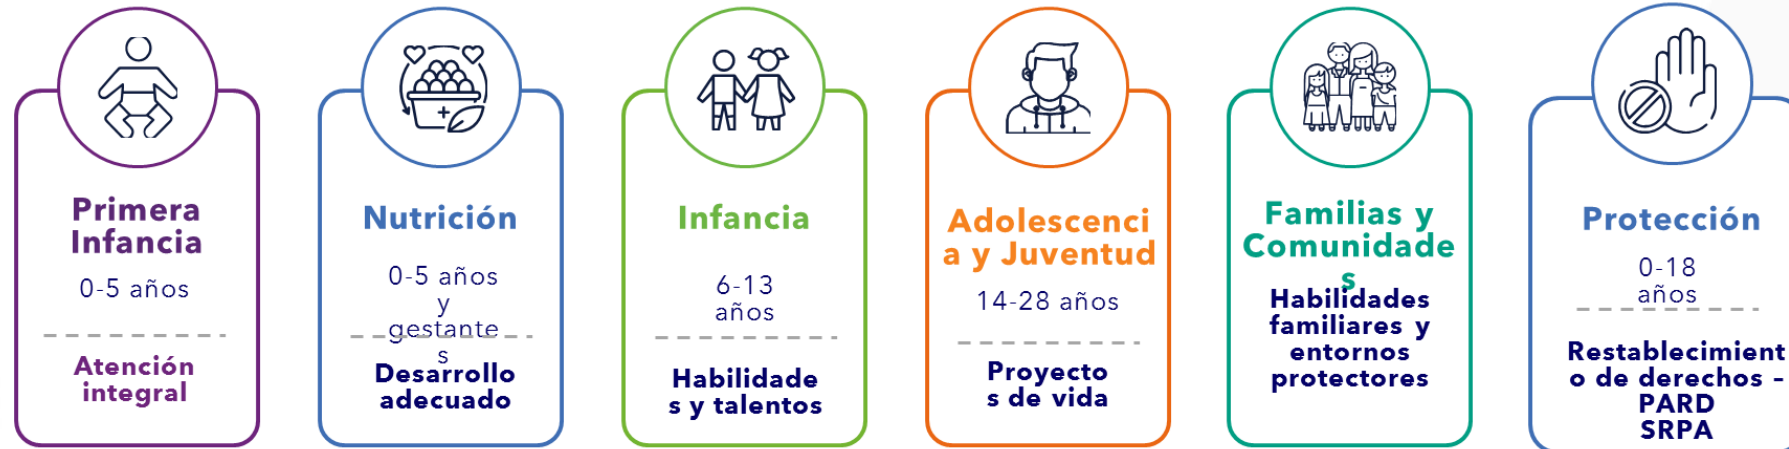 Primera
Infancia
0-5 años
Atención
integral
Nutrición
0-5 años
y
gestante
s
Desarrollo
adecuado
Infancia
6-13
años
Habilidade
s y talentos
Adolescenci
a y Juventud
14-28 años
Proyecto
s de vida
Familias y
Comunidade
s
Habilidades
familiares y
entornos
protectores
Protección
0-18
años
Restablecimient
o de derechos –
PARD
SRPA